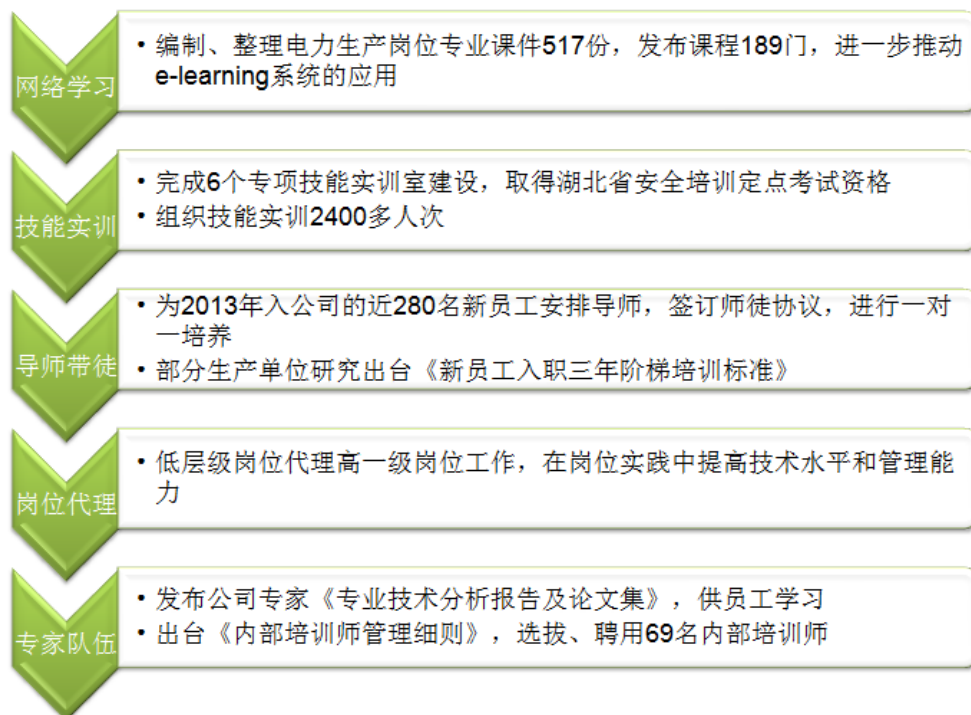 网络学习
• 编制、整理电力生产岗位专业课件517份，发布课程189门，进一步推动
e-learning系统的应用
技能实训
• 完成6个专项技能实训室建设，取得湖北省安全培训定点考试资格
• 组织技能实训2400多人次
导师带徒
• 为2013年入公司的近280名新员工安排导师，签订师徒协议，进行一对
一培养
• 部分生产单位研究出台《新员工入职三年阶梯培训标准》
岗位代理
• 低层级岗位代理高一级岗位工作，在岗位实践中提高技术水平和管理能
力
专家队伍
• 发布公司专家《专业技术分析报告及论文集》，供员工学习
• 出台《内部培训师管理细则》，选拔、聘用69名内部培训师